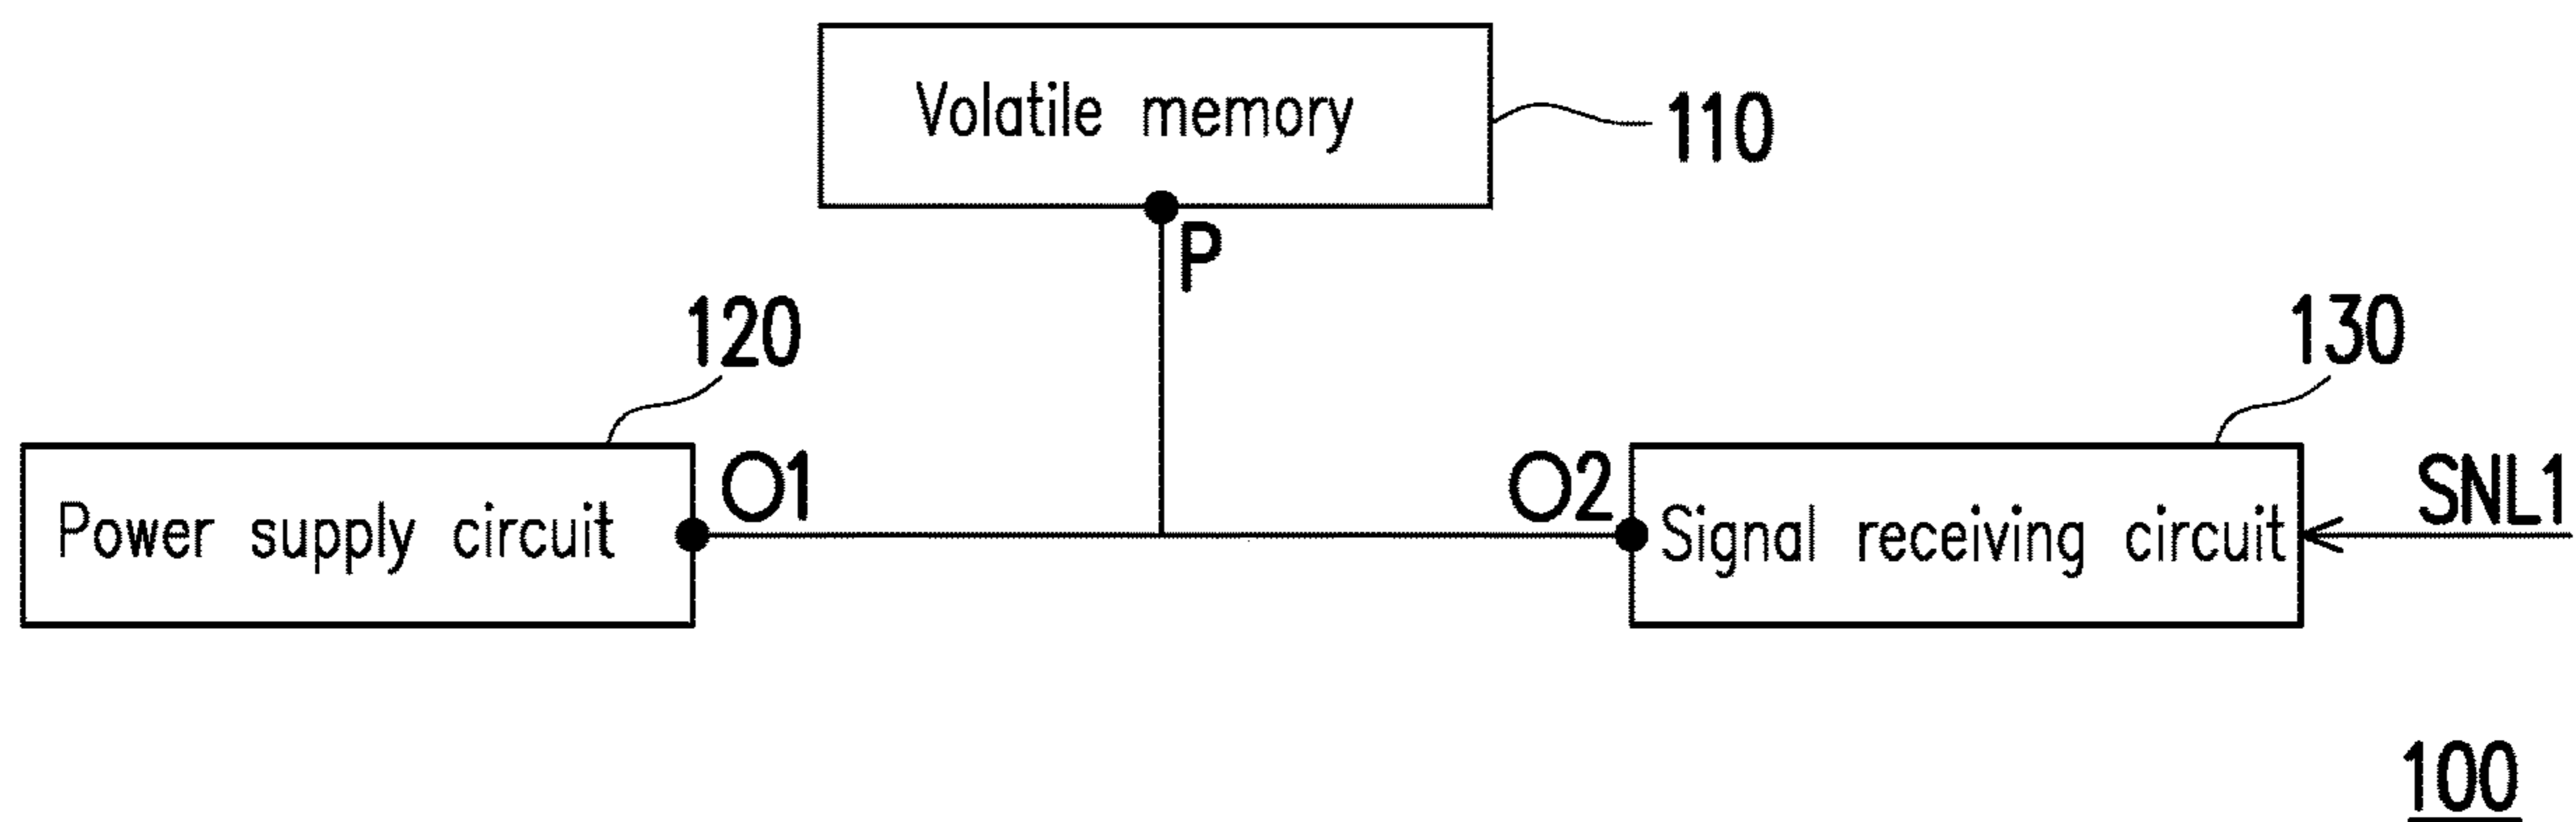 Volatile memory
110
P
120
130
O1
O2
SNL1
Power supply circuit
Signal receiving circuit
100